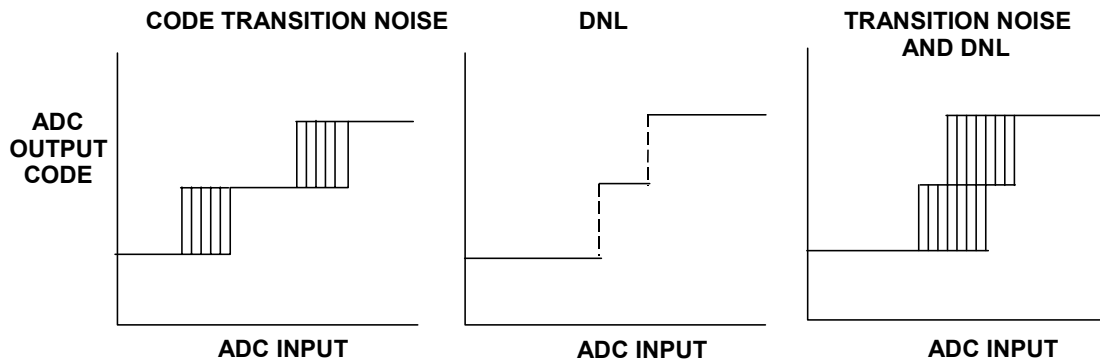 CODE TRANSITION NOISE
DNL
TRANSITION NOISE
AND DNL
ADC
OUTPUT
CODE
ADC INPUT
ADC INPUT
ADC INPUT